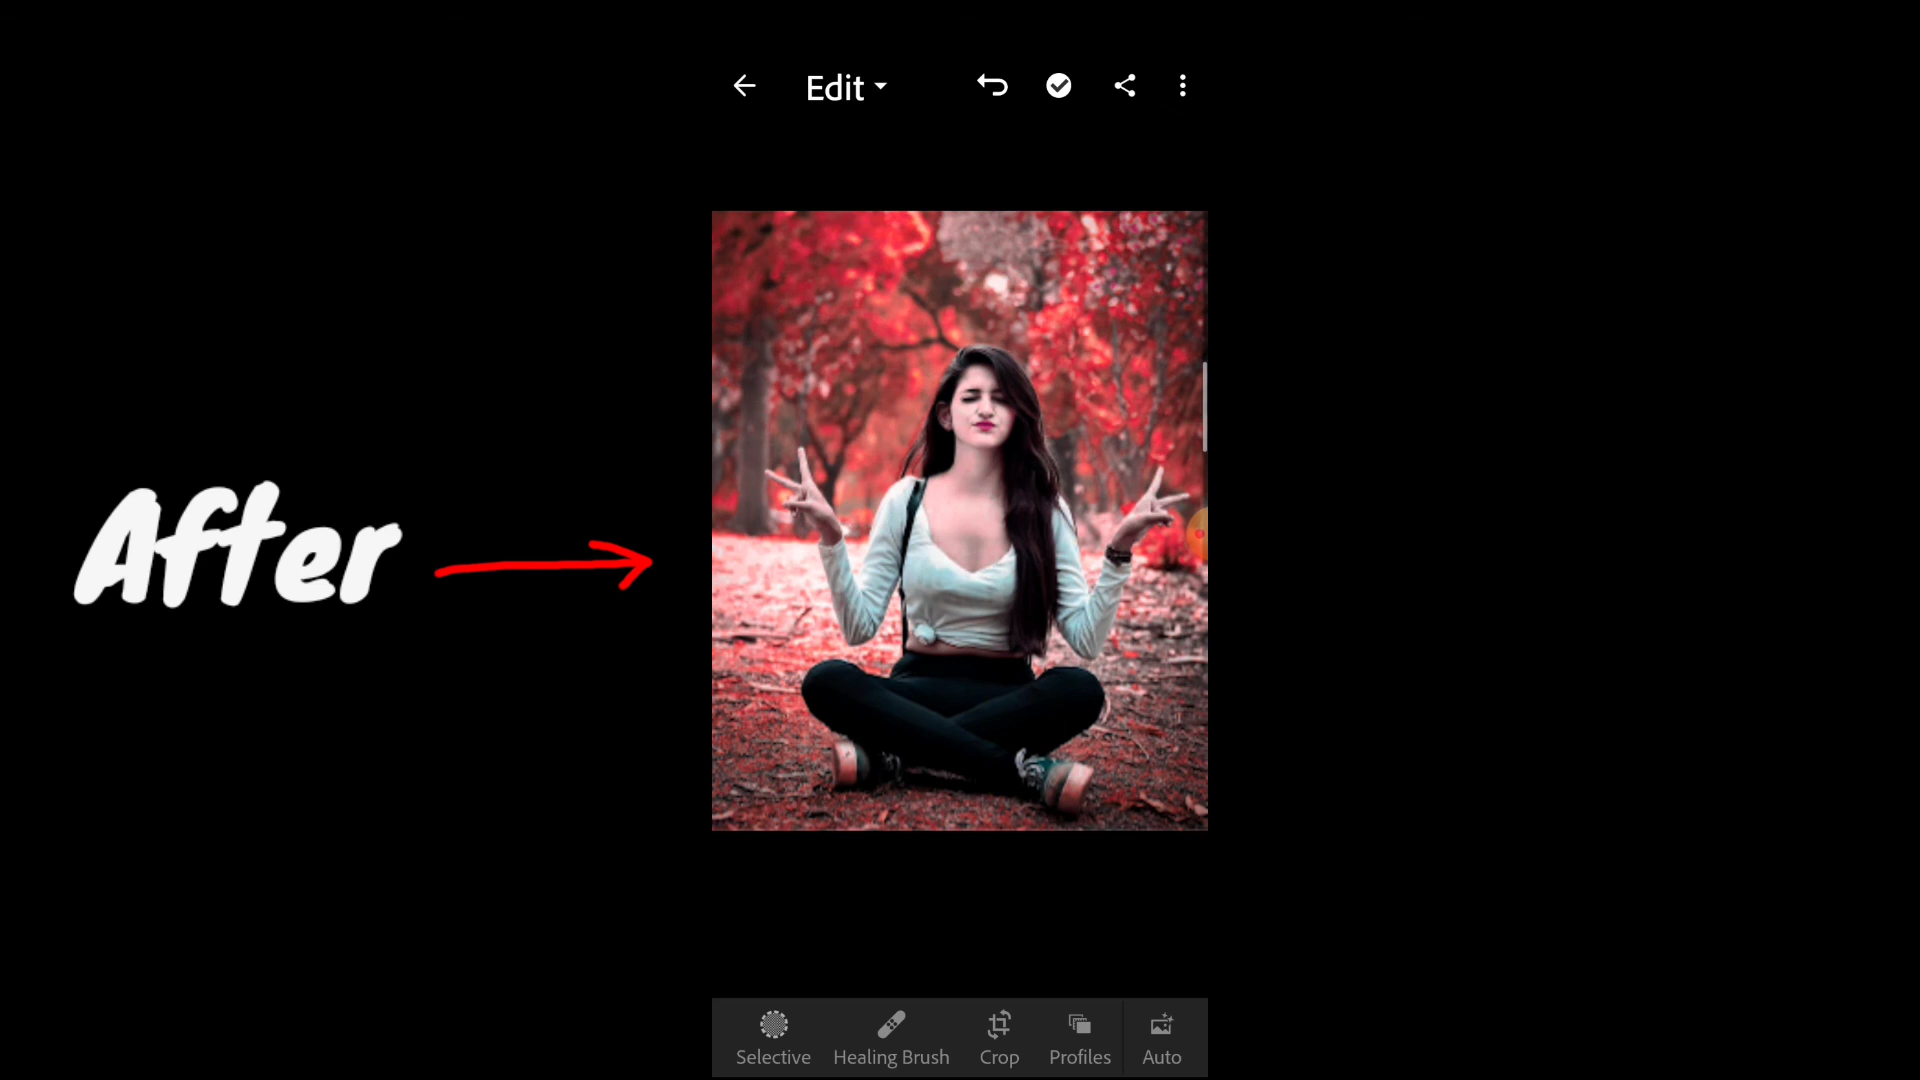 Edit
After
Selective
Healing Brush
Crop
Profiles
Auto